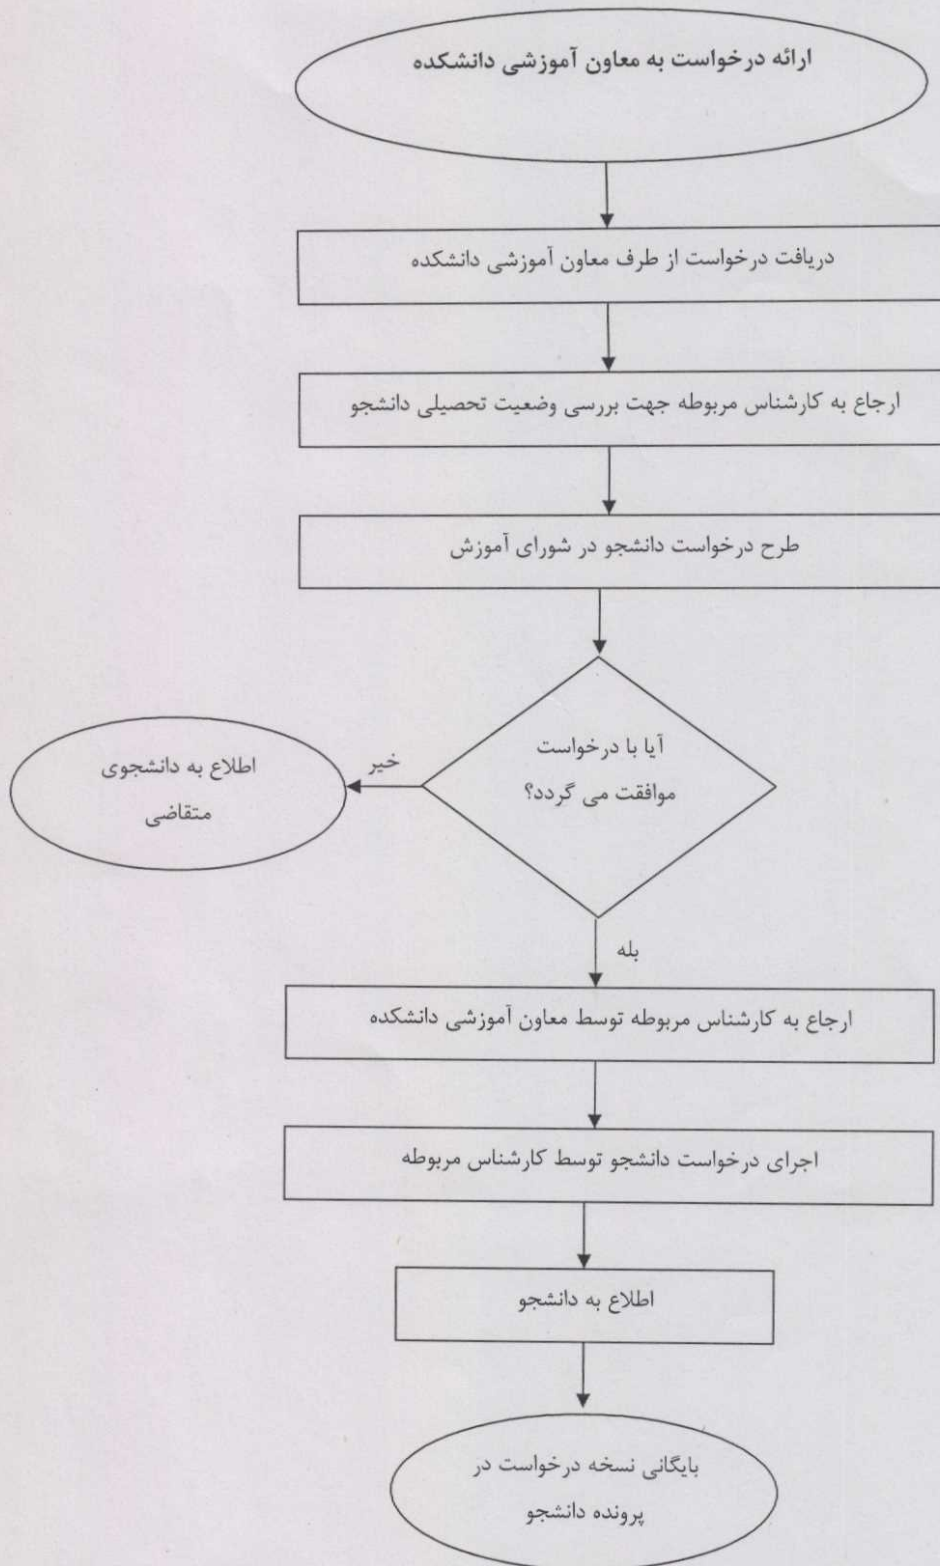 ارائه درخواست به معاون آموزشی دانشکده
دریافت درخواست از طرف معاون آموزشی دانشکده
ارجاع به کارشناس مربوطه جهت بررسی وضعیت تحصیلی دانشجو
طرح درخواست دانشجو در شورای آموزش
آیا با درخواست
موافقت می گردد؟
خیر
اطلاع به دانشجوی
متقاضی
بله
ارجاع به کارشناس مربوطه توسط معاون آموزشی دانشکده
اجرای درخواست دانشجو توسط کارشناس مربوطه
اطلاع به دانشجو
بایگانی نسخه درخواست در
پرونده دانشجو